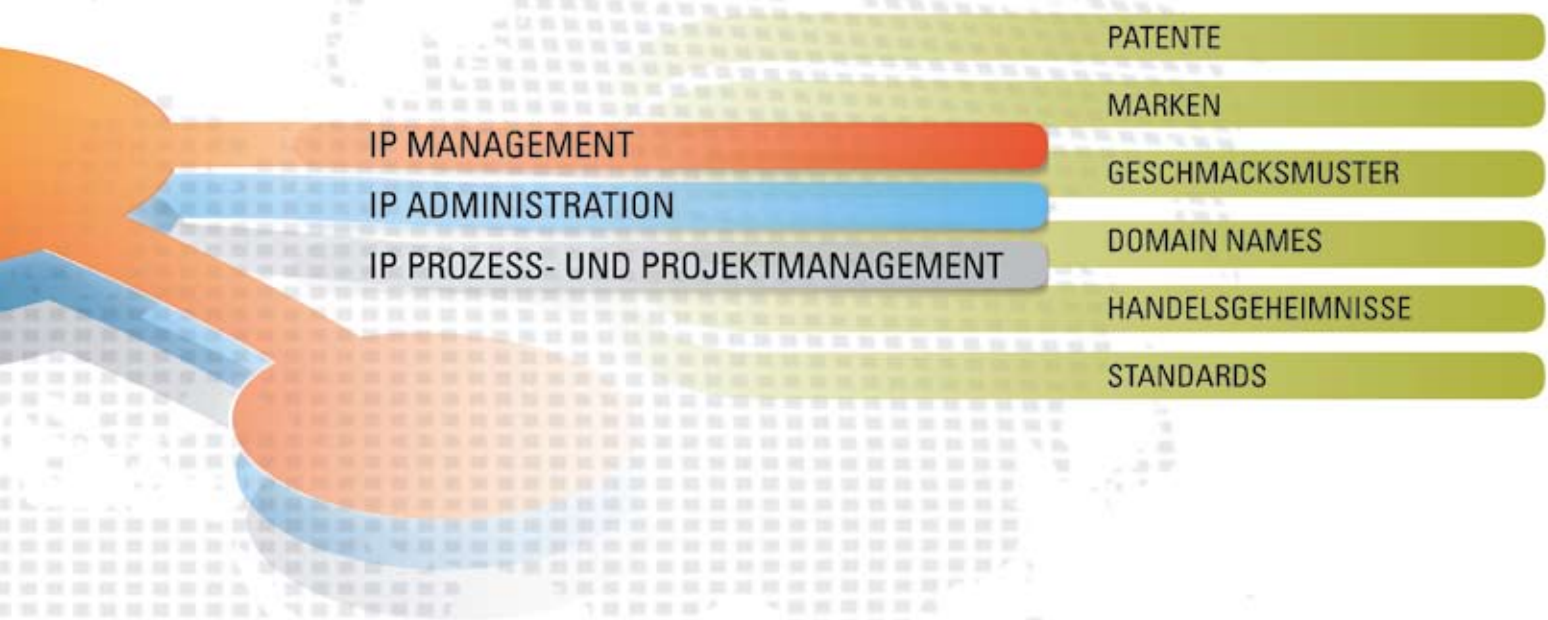 IP MANAGEMENT
IP ADMINISTRATION
IP PROZESS- UND PROJEKTMANAGEMENT
PATENTE
MARKEN
GESCHMACKSMUSTER
DOMAIN NAMES
HANDELSGEHEIMNISSE
STANDARDS